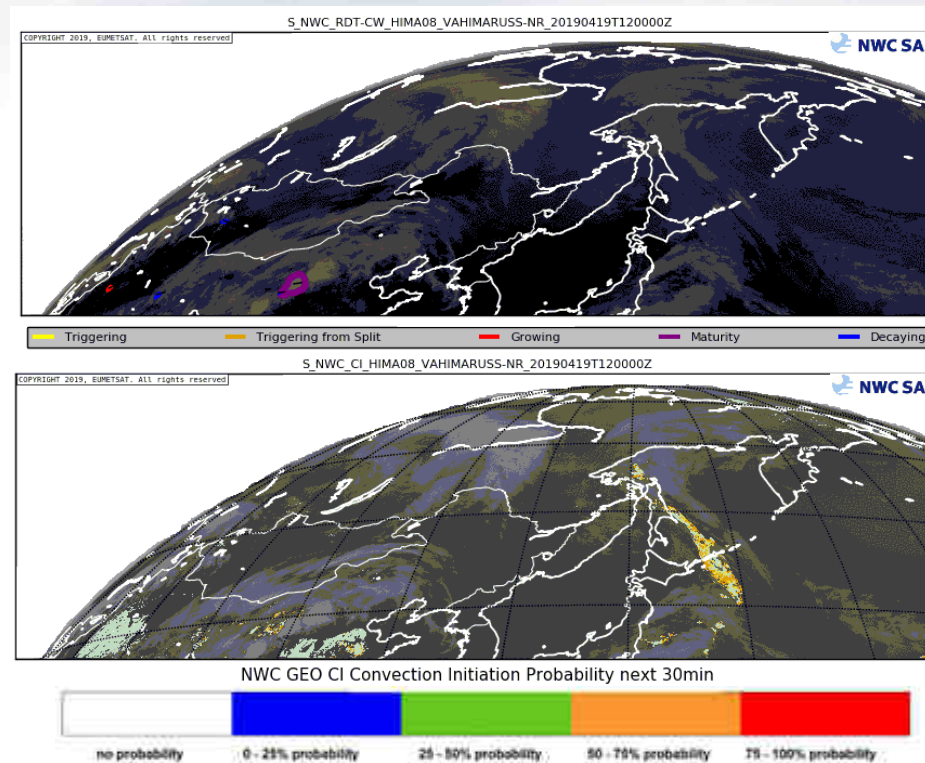 S_NWC_RDT-CW_HIMA08_VAHIMARUSS-NR_20190419T120000Z
COPYRIGHT 2019, EUMETSAT. All rights reserved
NWC SA
Triggering
Triggering from Split
Growing
Maturity
Decaying
S_NWC_CI_HIMA08_VAHIMARUSS-NR_20190419T120000Z
COPYRIGHT 2019, EUMETSAT. All rights reserved
NWC SA
NWC GEO CI Convection Initiation Probability next 30min
no probability
0 - 25% probability
25 - 50% probability
50 - 75% probability
75 - 100% probability